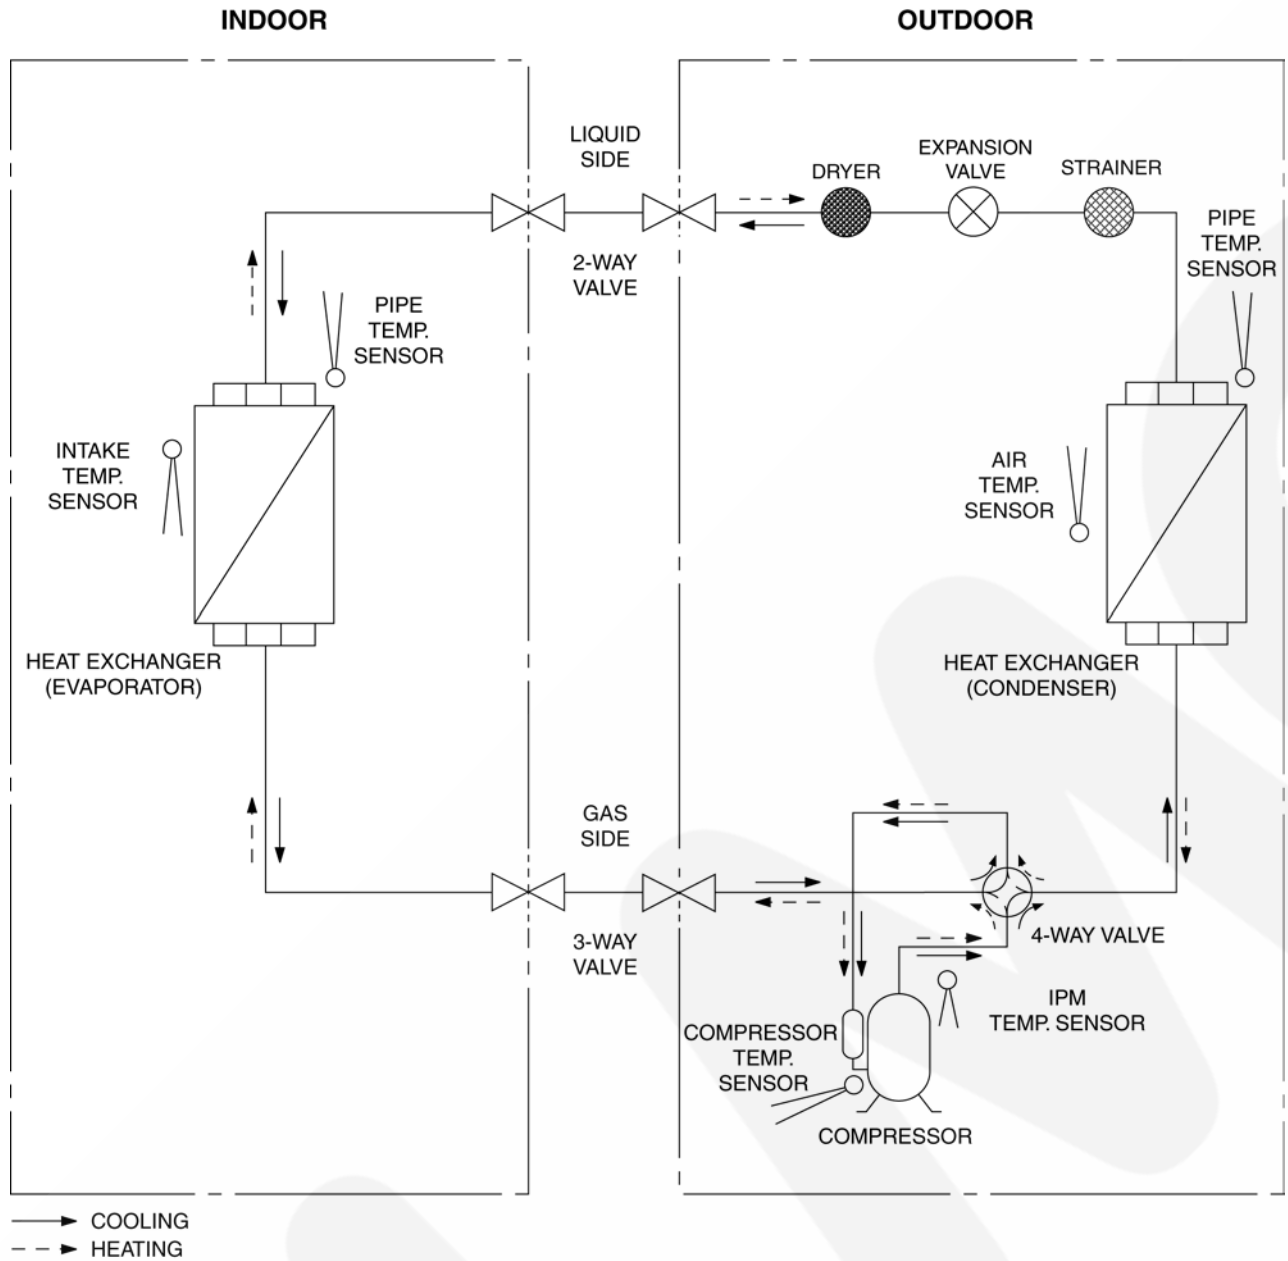 INDOOR
OUTDOOR
LIQUID
SIDE
DRYER
EXPANSION
VALVE
STRAINER
PIPE
TEMP.
SENSOR
2-WAY
VALVE
PIPE
TEMP.
SENSOR
INTAKE
TEMP.
SENSOR
AIR
TEMP.
SENSOR
HEAT EXCHANGER
(EVAPORATOR)
HEAT EXCHANGER
(CONDENSER)
GAS
SIDE
3-WAY
VALVE
4-WAY VALVE
IPM
TEMP. SENSOR
COMPRESSOR
TEMP.
SENSOR
COMPRESSOR
COOLING
HEATING